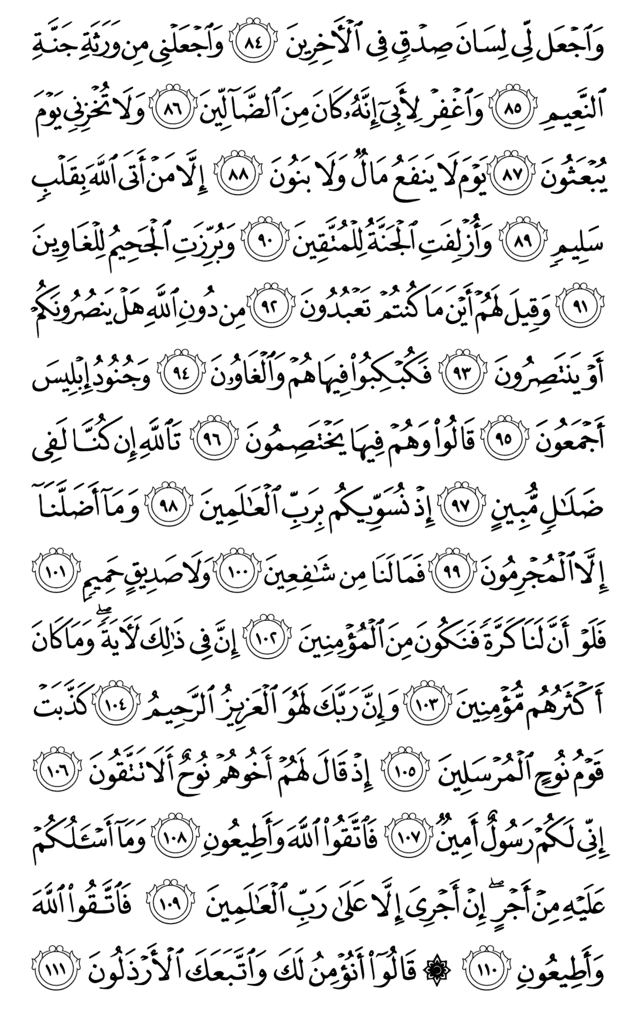 وَٱجۡعَل لِّي لِسَانَ صِدۡقٖ فِي ٱلۡأٓخِرِينَ ٨٤ وَٱجۡعَلۡنِي مِن وَرَثَةِ جَنَّةِ
ٱلنَّعِيمِ ٨٥ وَٱغۡفِرۡ لِأَبِيٓ إِنَّهُۥ كَانَ مِنَ ٱلضَّآلِّينَ ٨٦ وَلَا تُخۡزِنِي يَوۡمَ
يُبۡعَثُونَ ٨٧ يَوۡمَ لَا يَنفَعُ مَالٞ وَلَا بَنُونَ ٨٨ إِلَّا مَنۡ أَتَى ٱللَّهَ بِقَلۡبٖ
سَلِيمٖ ٨٩ وَأُزۡلِفَتِ ٱلۡجَنَّةُ لِلۡمُتَّقِينَ ٩٠ وَبُرِّزَتِ ٱلۡجَحِيمُ لِلۡغَاوِينَ
٩١ وَقِيلَ لَهُمۡ أَيۡنَ مَا كُنتُمۡ تَعۡبُدُونَ ٩٢ مِن دُونِ ٱللَّهِ هَلۡ يَنصُرُونَكُمۡ
أَوۡ يَنتَصِرُونَ ٩٣ فَكُبۡكِبُواْ فِيهَا هُمۡ وَٱلۡغَاوُۥنَ ٩٤ وَجُنُودُ إِبۡلِيسَ
أَجۡمَعُونَ ٩٥ قَالُواْ وَهُمۡ فِيهَا يَخۡتَصِمُونَ ٩٦ تَٱللَّهِ إِن كُنَّا لَفِي
ضَلَٰلٖ مُّبِينٍ ٩٧ إِذۡ نُسَوِّيكُم بِرَبِّ ٱلۡعَٰلَمِينَ ٩٨ وَمَآ أَضَلَّنَآ
إِلَّا ٱلۡمُجۡرِمُونَ ٩٩ فَمَا لَنَا مِن شَٰفِعِينَ ١٠٠ وَلَا صَدِيقٍ حَمِيمٖ ١٠١
فَلَوۡ أَنَّ لَنَا كَرَّةٗ فَنَكُونَ مِنَ ٱلۡمُؤۡمِنِينَ ١٠٢ إِنَّ فِي ذَٰلِكَ لَأٓيَةٗۖ وَمَا كَانَ
أَكۡثَرُهُم مُّؤۡمِنِينَ ١٠٣ وَإِنَّ رَبَّكَ لَهُوَ ٱلۡعَزِيزُ ٱلرَّحِيمُ ١٠٤ كَذَّبَتۡ
قَوۡمُ نُوحٍ ٱلۡمُرۡسَلِينَ ١٠٥ إِذۡ قَالَ لَهُمۡ أَخُوهُمۡ نُوحٌ أَلَا تَتَّقُونَ ١٠٦
إِنِّي لَكُمۡ رَسُولٌ أَمِينٞ ١٠٧ فَٱتَّقُواْ ٱللَّهَ وَأَطِيعُونِ ١٠٨ وَمَآ أَسۡـَٔلُكُمۡ
عَلَيۡهِ مِنۡ أَجۡرٍۖ إِنۡ أَجۡرِيَ إِلَّا عَلَىٰ رَبِّ ٱلۡعَٰلَمِينَ ١٠٩ فَٱتَّقُواْ ٱللَّهَ
وَأَطِيعُونِ ١١٠ ۞ قَالُوٓاْ أَنُؤۡمِنُ لَكَ وَٱتَّبَعَكَ ٱلۡأَرۡذَلُونَ ١١١